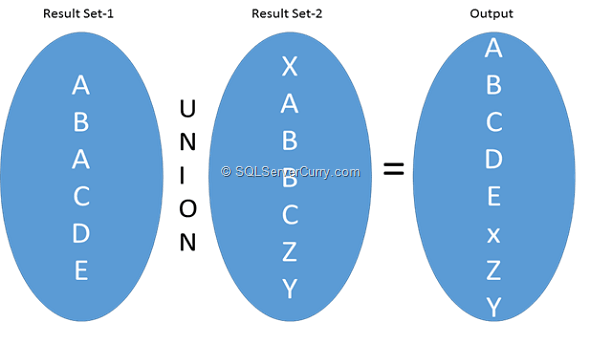 Result Set-1
A
B
A
C
D
E
U
N
I
O
N
Result Set-2
X
A
B
B
C
Z
Y
© SQLServerCurry.com
=
Output
A
B
C
D
E
x
Z
Y